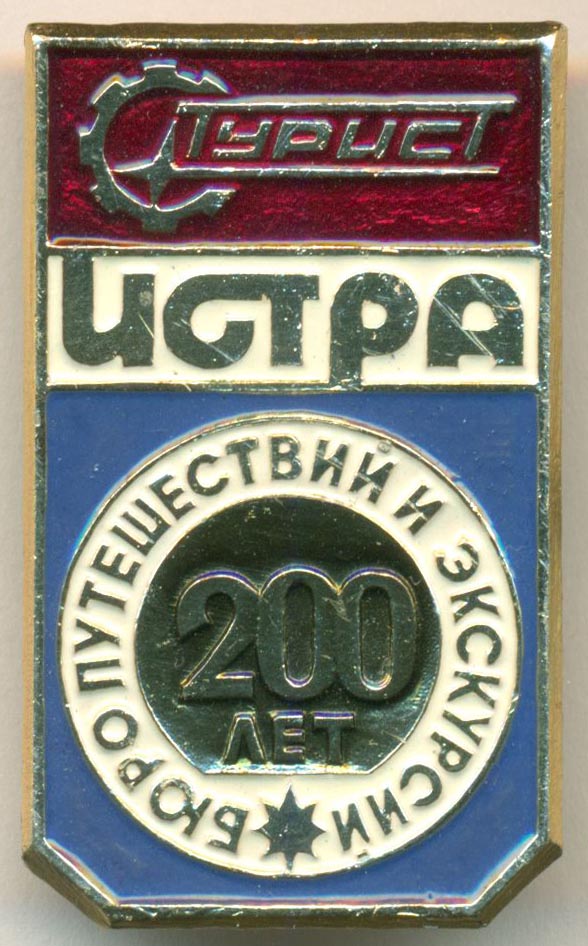 Турист
ИСТРА
БЮРО ПУТЕШЕСТВИЙ И ЭКСКУРСИЙ
200
ЛЕТ